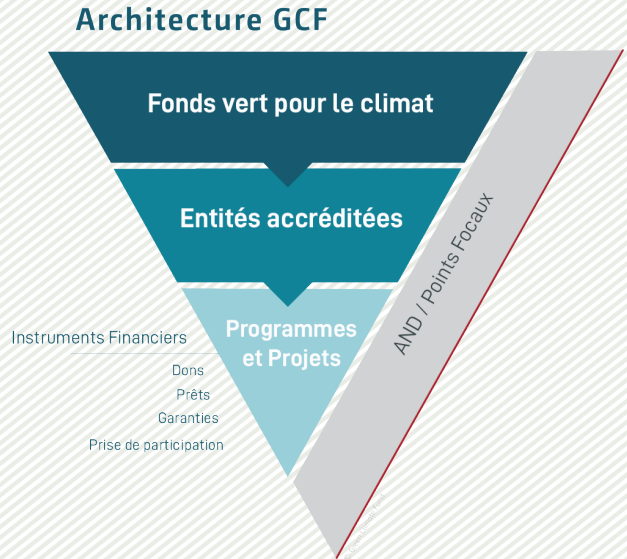 Architecture GCF
Fonds vert pour le climat
Entités accréditées
Programmes
et Projets
AND / Points Focaux
Instruments Financiers
Dons
Prêts
Garanties
Prise de participation